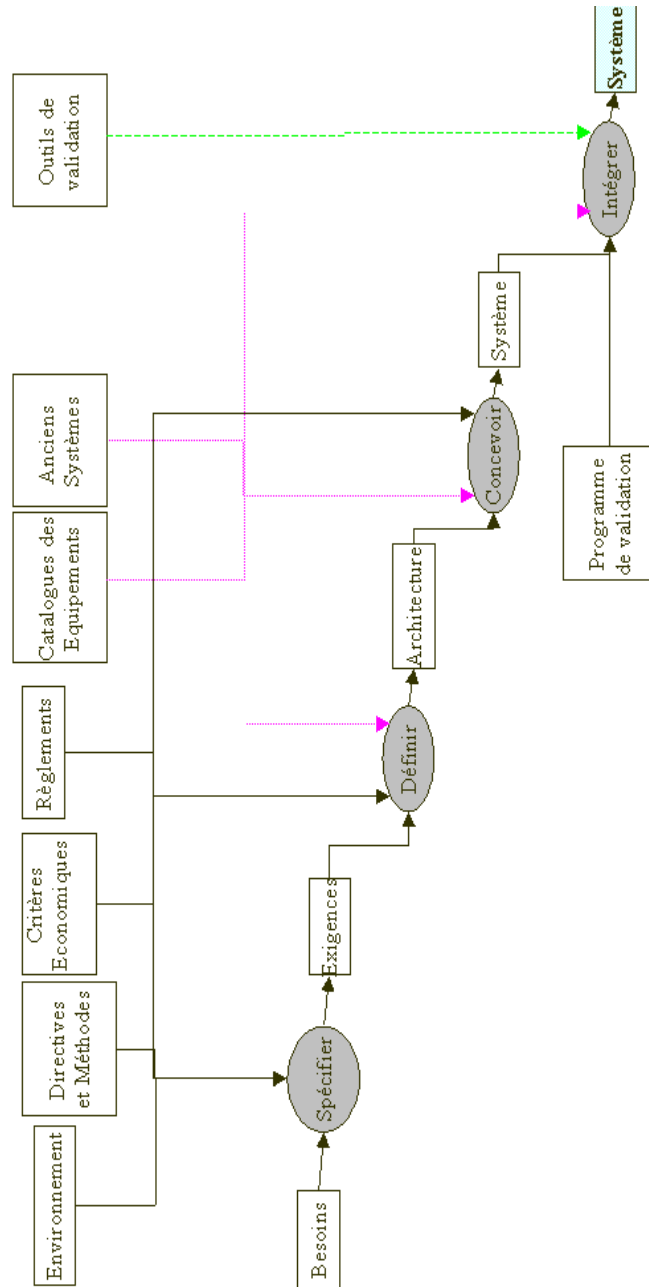 Environnement
Directives
et Méthodes
Critères
Economiques
Règlements
Catalogues des
Equipements
Anciens
Systèmes
Outils de
validation
Besoins
Spécifier
Exigences
Définir
Architecture
Concevoir
Système
Programme
de validation
Intégrer
Système